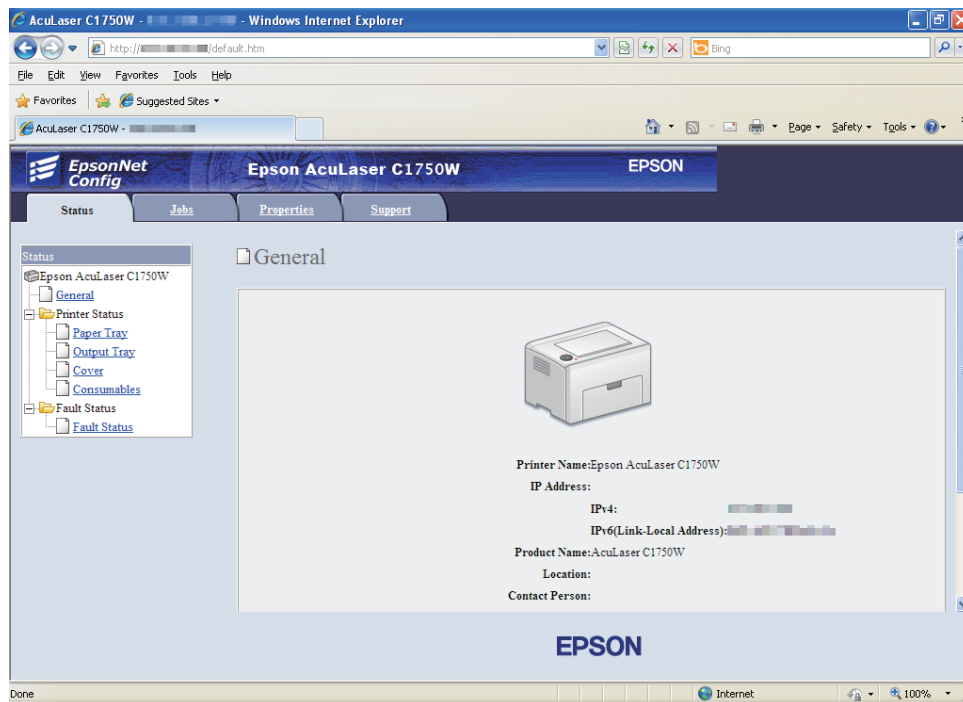 AcuLaser C1750W - - Windows Internet Explorer
http:// /default.htm
Bing
File Edit View Favorites Tools Help
Favorites Suggested Sites
AcuLaser C1750W -
Page Safety Tools
EpsonNet
Config
Epson AcuLaser C1750W
EPSON
Status Jobs Properties Support
Status
Epson AcuLaser C1750W
General
Printer Status
Paper Tray
Output Tray
Cover
Consumables
Fault Status
Fault Status
General
Printer Name:Epson AcuLaser C1750W
IP Address:
IPv4:
IPv6(Link-Local Address):
Product Name:AcuLaser C1750W
Location:
Contact Person:
EPSON
Done
Internet
100%